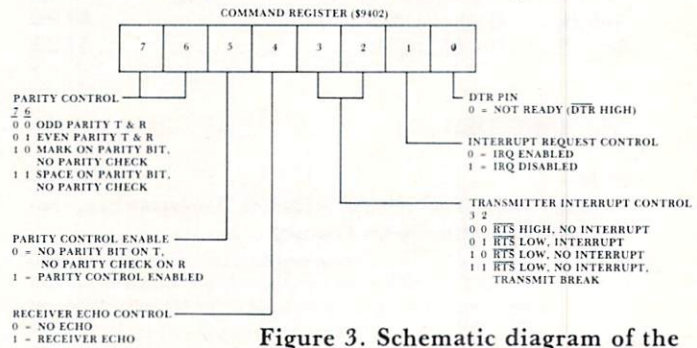 COMMAND REGISTER ($9402)
7 6 5 4 3 2 1 0
PARITY CONTROL
7 6
0 0 ODD PARITY T & R
0 1 EVEN PARITY T & R
1 0 MARK ON PARITY BIT,
NO PARITY CHECK
1 1 SPACE ON PARITY BIT,
NO PARITY CHECK
PARITY CONTROL ENABLE
0 = NO PARITY BIT ON T,
NO PARITY CHECK ON R
1 = PARITY CONTROL ENABLED
RECEIVER ECHO CONTROL
0 = NO ECHO
1 = RECEIVER ECHO
DTR PIN
0 = NOT READY (DTR HIGH)
INTERRUPT REQUEST CONTROL
0 = IRQ ENABLED
1 = IRQ DISABLED
TRANSMITTER INTERRUPT CONTROL
3 2
0 0 RTS HIGH, NO INTERRUPT
0 1 RTS LOW, INTERRUPT
1 0 RTS LOW, NO INTERRUPT
1 1 RTS LOW, NO INTERRUPT,
TRANSMIT BREAK
Figure 3. Schematic diagram of the